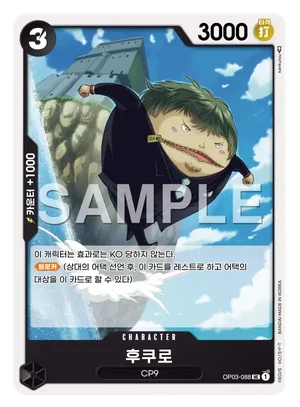 3
3000
打
카운터 +1000
SAMPLE
이 캐릭터는 효과로는 KO 당하지 않는다.
블로커 (상대의 어택 선언 후, 이 카드를 레스트로 하고 어택의
대상을 이 카드로 할 수 있다)
CHARACTER
후쿠로
CP9
OP03-088 UC 1
BANDAI MADE IN KOREA